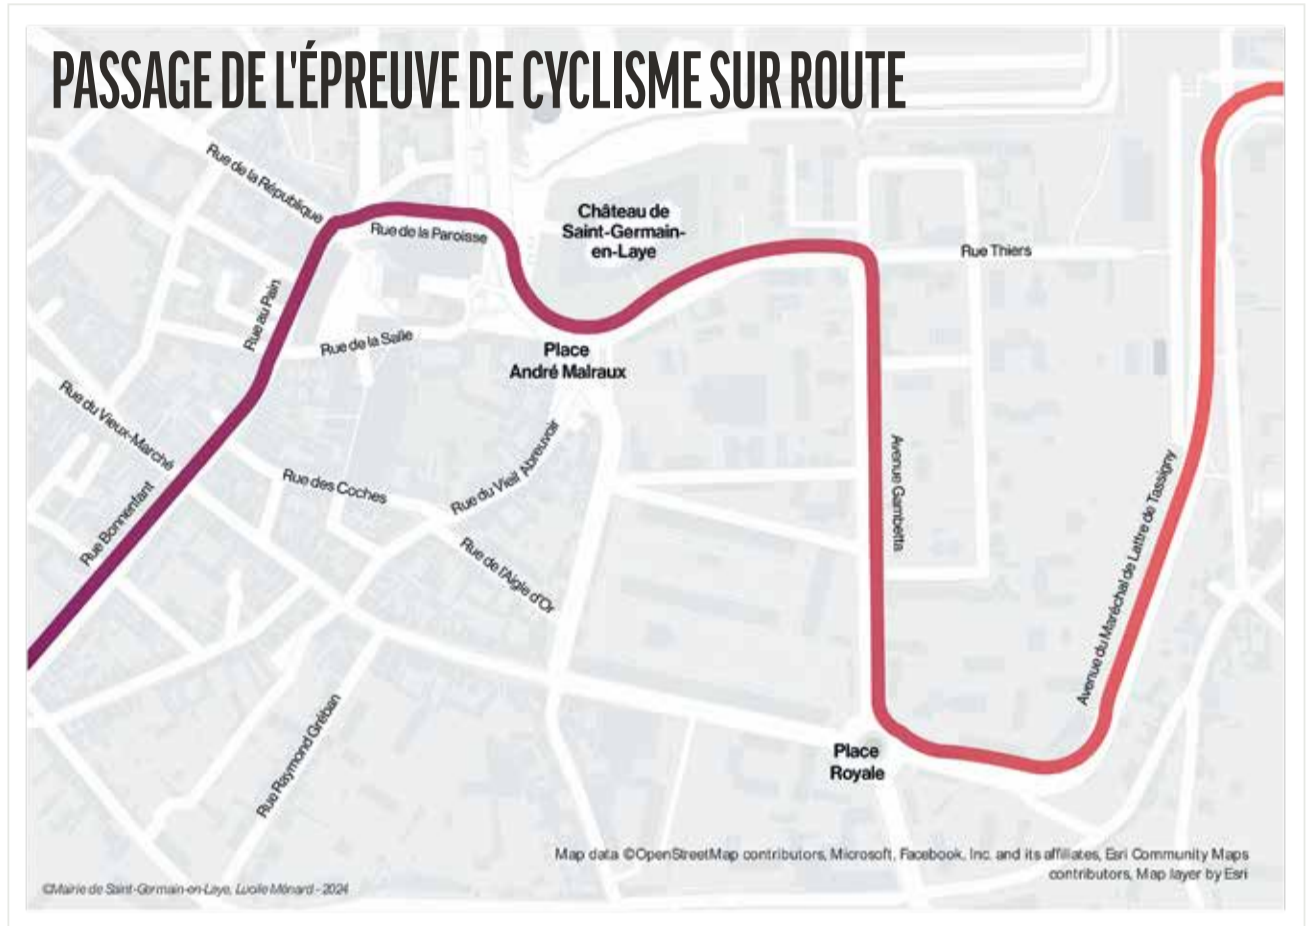 PASSAGE DE L'ÉPREUVE DE CYCLISME SUR ROUTE
Rue de la République
Rue de la Paroisse
Château de
Saint-Germain-
en-Laye
Rue Thiers
Rue au Pain
Rue de la Salle
Place
André Malraux
Rue du Vieux-Marché
Rue des Coches
Rue du Vieil Abreuvoir
Avenue Gambetta
Rue Bonnenfant
Rue de l'Aigle d'Or
Avenue du Maréchal de Lattre de Tassigny
Rue Raymond Gréban
Place
Royale
Map data ©OpenStreetMap contributors, Microsoft, Facebook, Inc. and its affiliates, Esri Community Maps
contributors, Map layer by Esri
©Mairie de Saint-Germain-en-Laye, Lucile Ménard - 2024